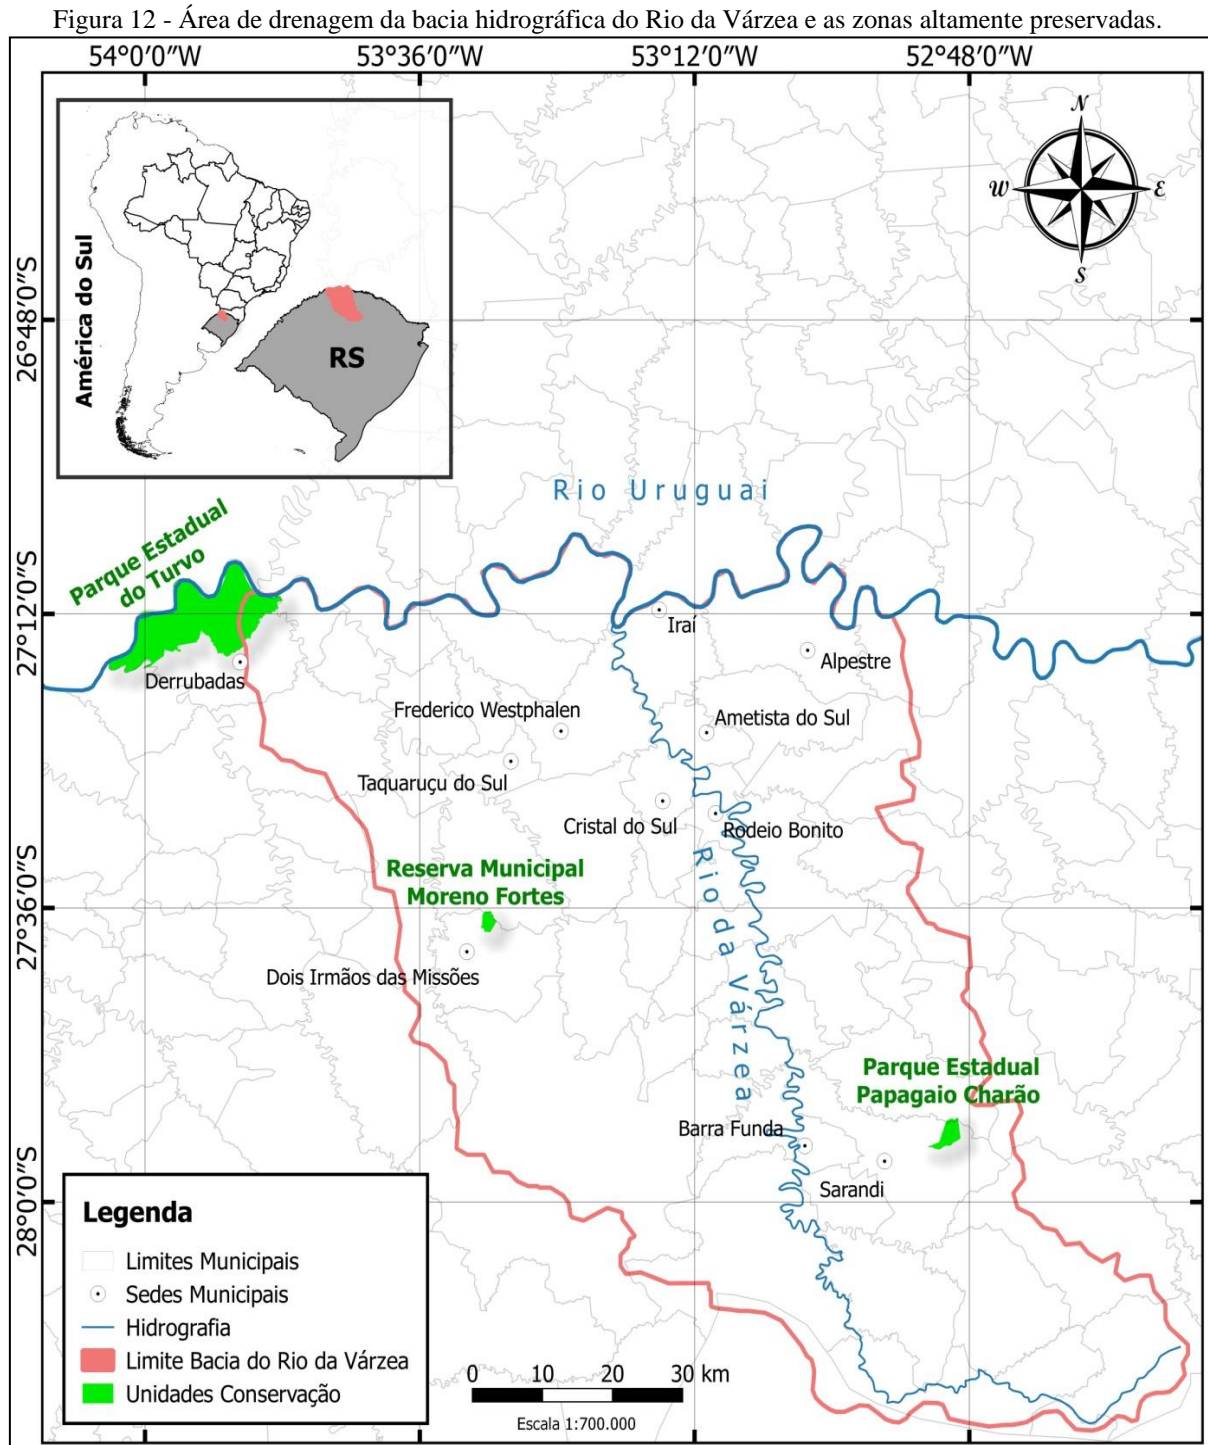 Figura 12 - Área de drenagem da bacia hidrográfica do Rio da Várzea e as zonas altamente preservadas.
54°0′0″W
53°36′0″W
53°12′0″W
52°48′0″W
N
W
E
S
América do Sul
RS
26°48′0″S
Rio Uruguai
Parque Estadual
do Turvo
27°12′0″S
Iraí
Alpestre
Derrubadas
Frederico Westphalen
Ametista do Sul
Taquaruçu do Sul
Cristal do Sul
Rodeio Bonito
Rio da Várzea
Reserva Municipal
Moreno Fortes
27°36′0″S
Dois Irmãos das Missões
Parque Estadual
Papagaio Charão
Barra Funda
Sarandi
28°0′0″S
Legenda
Limites Municipais
Sedes Municipais
Hidrografia
Limite Bacia do Rio da Várzea
Unidades Conservação
0 10 20 30 km
Escala 1:700.000